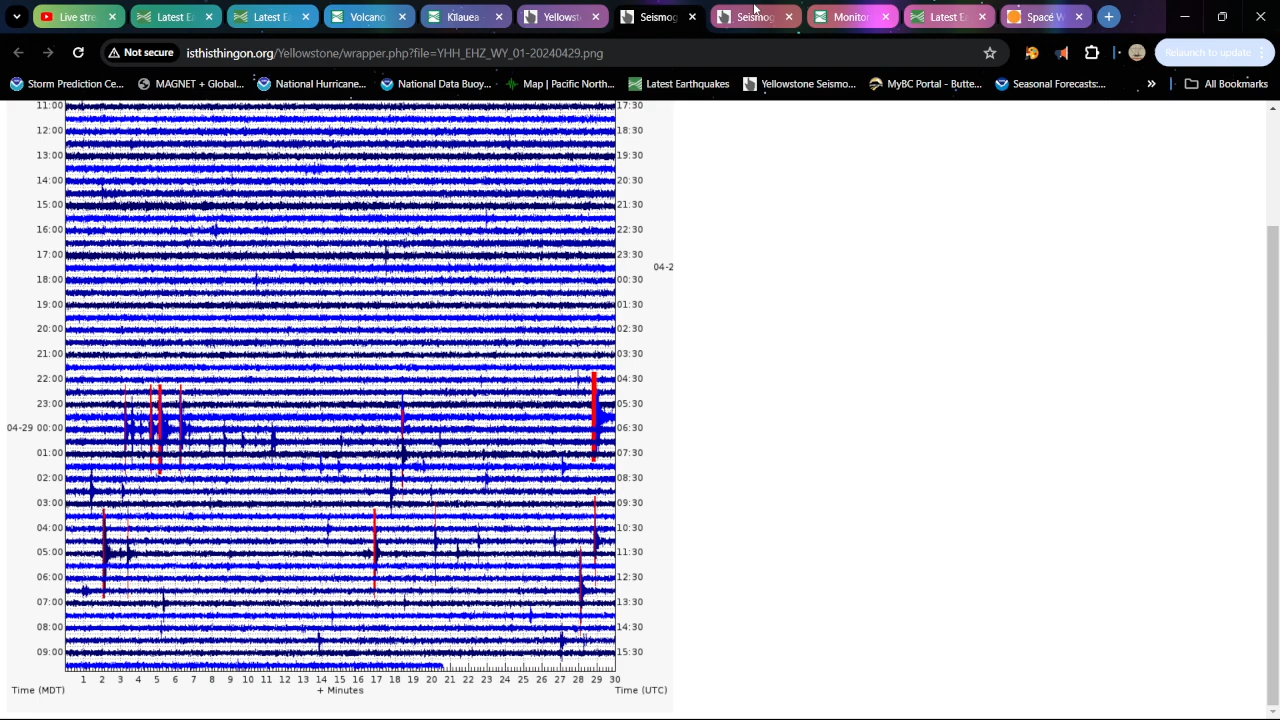 Live stre
Latest Ea
Latest Ea
Volcano
Kīlauea
Yellowst
Seismog
Seismog
Monitor
Latest Ea
Spacé W
Not secure isthisthingon.org/Yellowstone/wrapper.php?file=YHH_EHZ_WY_01-20240429.png Relaunch to update
Storm Prediction Ce... MAGNET + Global... National Hurricane... National Data Buoy... Map | Pacific North... Latest Earthquakes Yellowstone Seismo... MyBC Portal - Batte... Seasonal Forecasts... » All Bookmarks
11:00 17:30
12:00 18:30
13:00 19:30
14:00 20:30
15:00 21:30
16:00 22:30
17:00 23:30
04-2
18:00 00:30
19:00 01:30
20:00 02:30
21:00 03:30
22:00 04:30
23:00 05:30
04-29 00:00 06:30
01:00 07:30
02:00 08:30
03:00 09:30
04:00 10:30
05:00 11:30
06:00 12:30
07:00 13:30
08:00 14:30
09:00 15:30
1 2 3 4 5 6 7 8 9 10 11 12 13 14 15 16 17 18 19 20 21 22 23 24 25 26 27 28 29 30
Time (MDT) + Minutes Time (UTC)